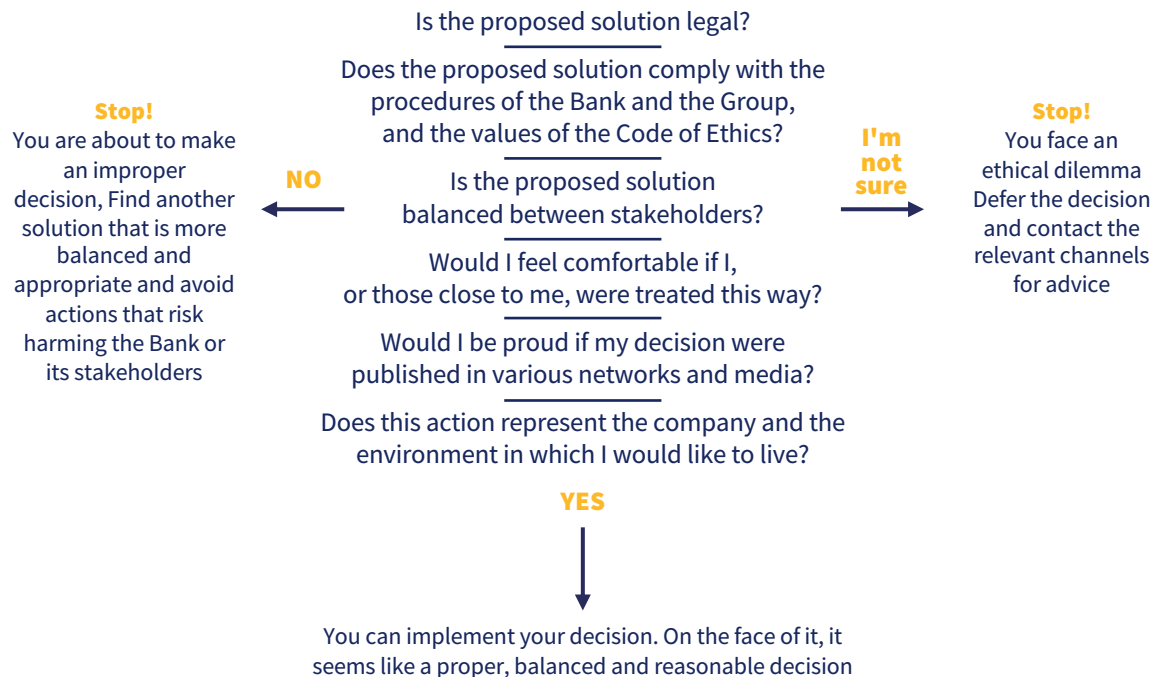 Is the proposed solution legal?
Does the proposed solution comply with the
procedures of the Bank and the Group,
and the values of the Code of Ethics?
Is the proposed solution
balanced between stakeholders?
Would I feel comfortable if I,
or those close to me, were treated this way?
Would I be proud if my decision were
published in various networks and media?
Does this action represent the company and the
environment in which I would like to live?
NO
Stop!
You are about to make
an improper
decision, Find another
solution that is more
balanced and
appropriate and avoid
actions that risk
harming the Bank or
its stakeholders
I'm
not
sure
Stop!
You face an
ethical dilemma
Defer the decision
and contact the
relevant channels
for advice
YES
You can implement your decision. On the face of it, it
seems like a proper, balanced and reasonable decision